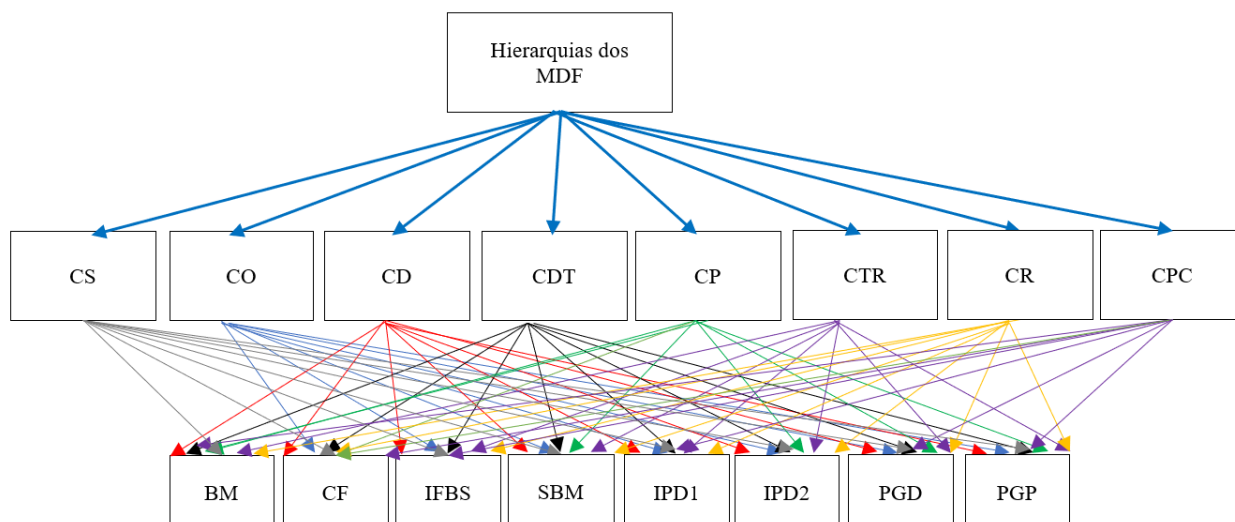 Hierarquias dos
MDF
CS CO CD CDT CP CTR CR CPC
BM CF IFBS SBM IPD1 IPD2 PGD PGP